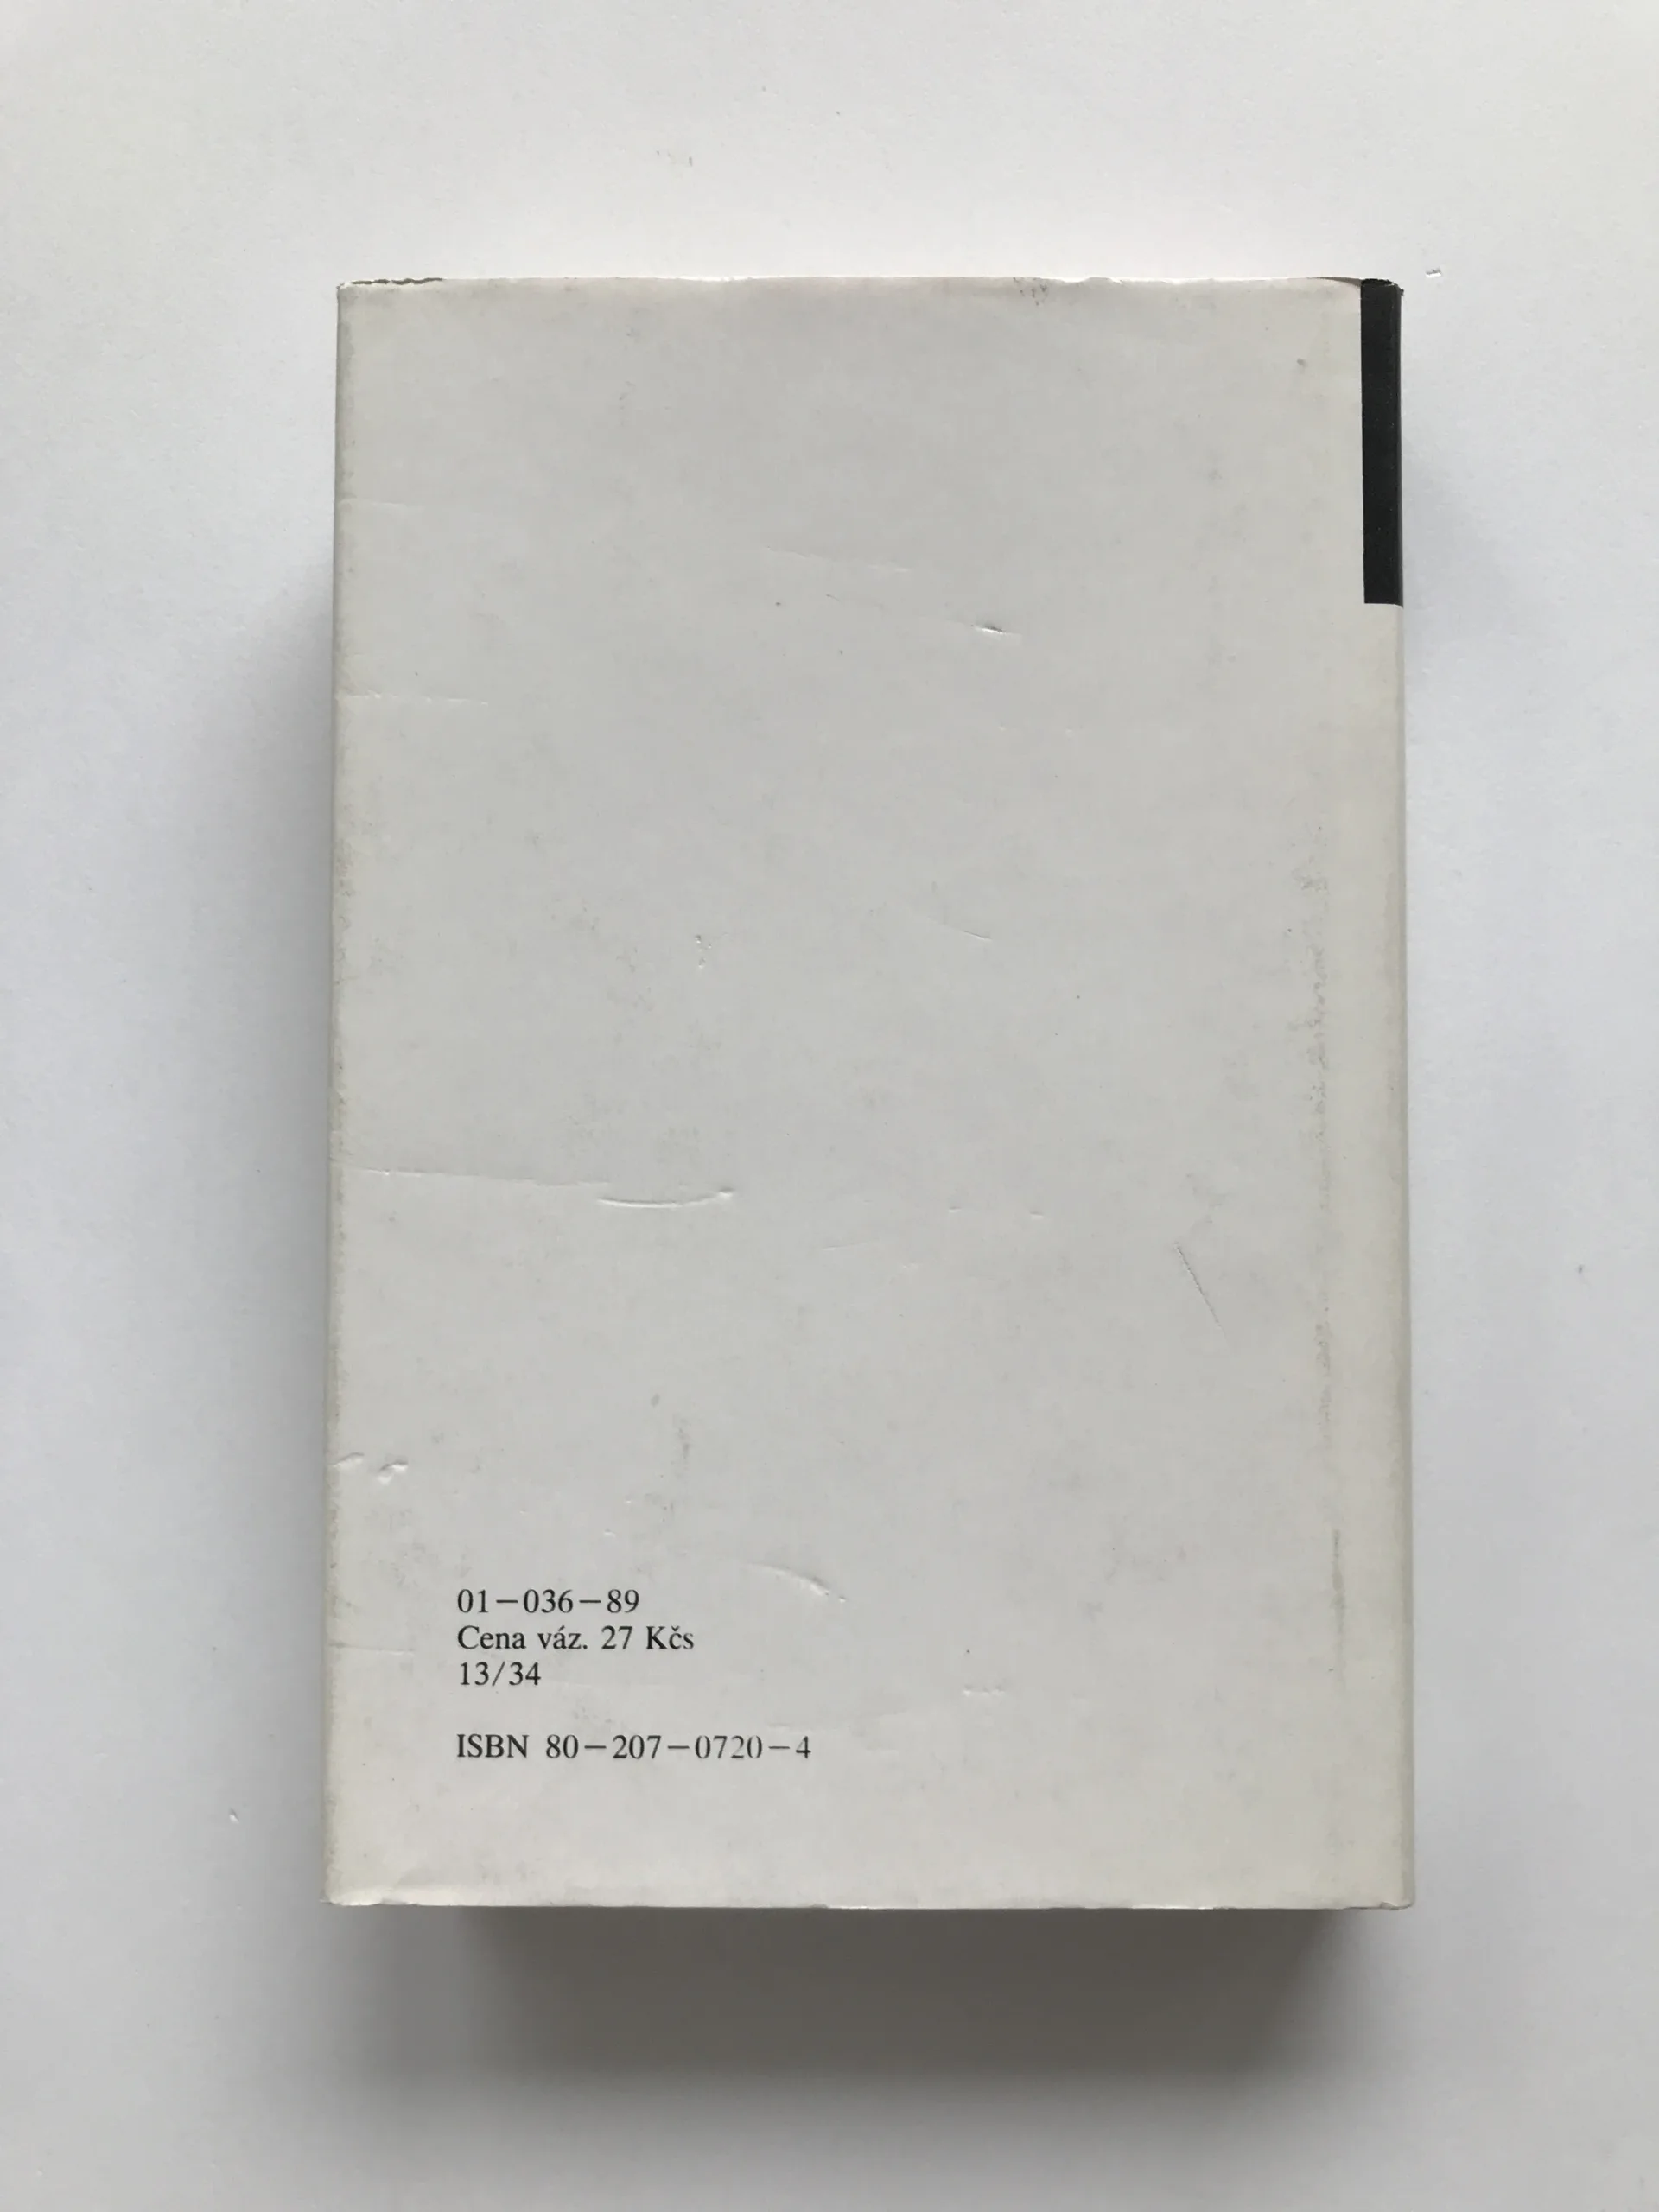 01—036—89
Cena váz. 27 Kčs
13/34
ISBN 80—207—0720—4